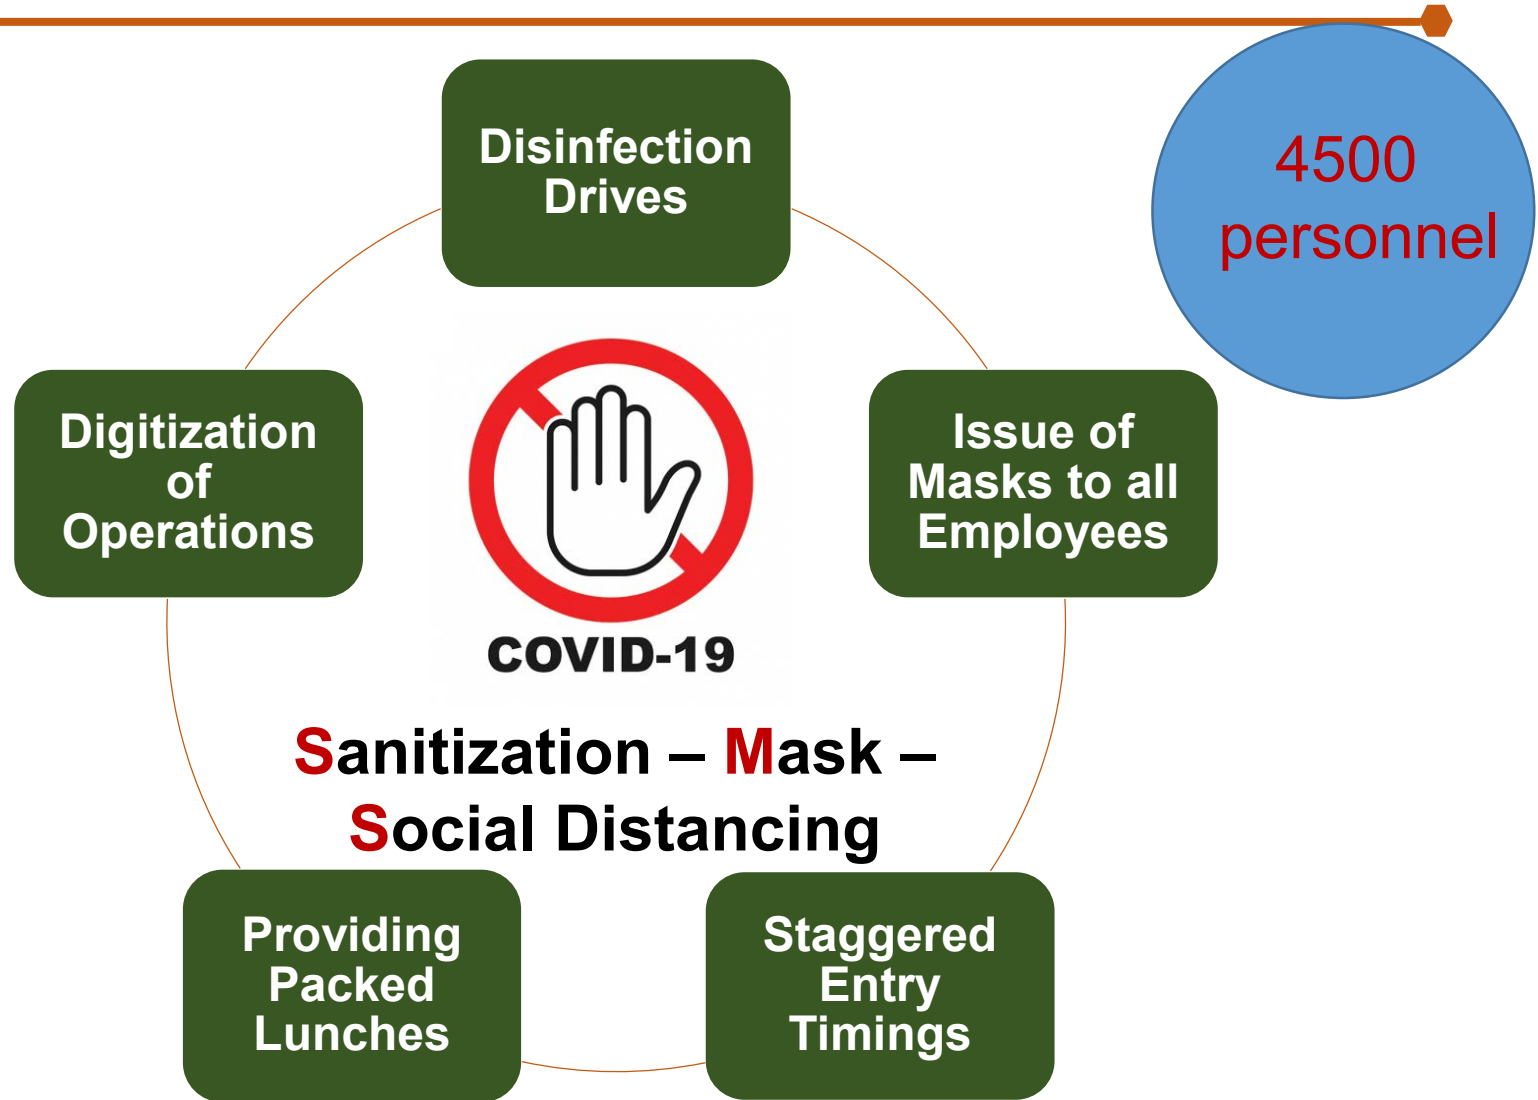 Disinfection
Drives
4500
personnel
Digitization
of
Operations
Issue of
Masks to all
Employees
COVID-19
Sanitization – Mask –
Social Distancing
Providing
Packed
Lunches
Staggered
Entry
Timings